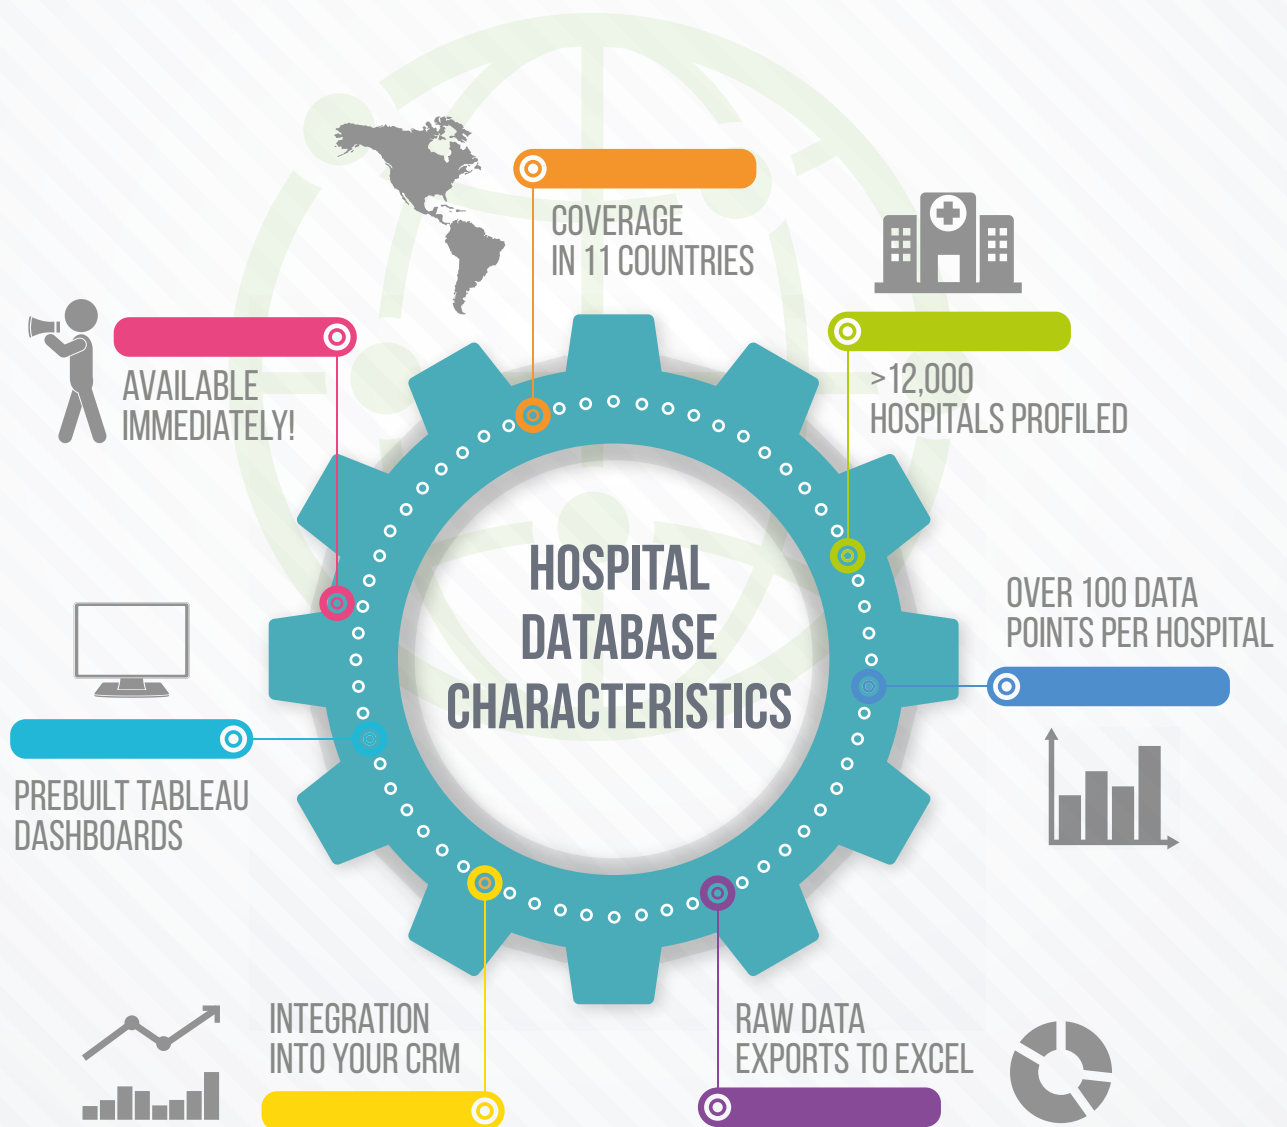 COVERAGE
IN 11 COUNTRIES
>12,000
HOSPITALS PROFILED
AVAILABLE
IMMEDIATELY!
HOSPITAL
DATABASE
CHARACTERISTICS
OVER 100 DATA
POINTS PER HOSPITAL
PREBUILT TABLEAU
DASHBOARDS
INTEGRATION
INTO YOUR CRM
RAW DATA
EXPORTS TO EXCEL